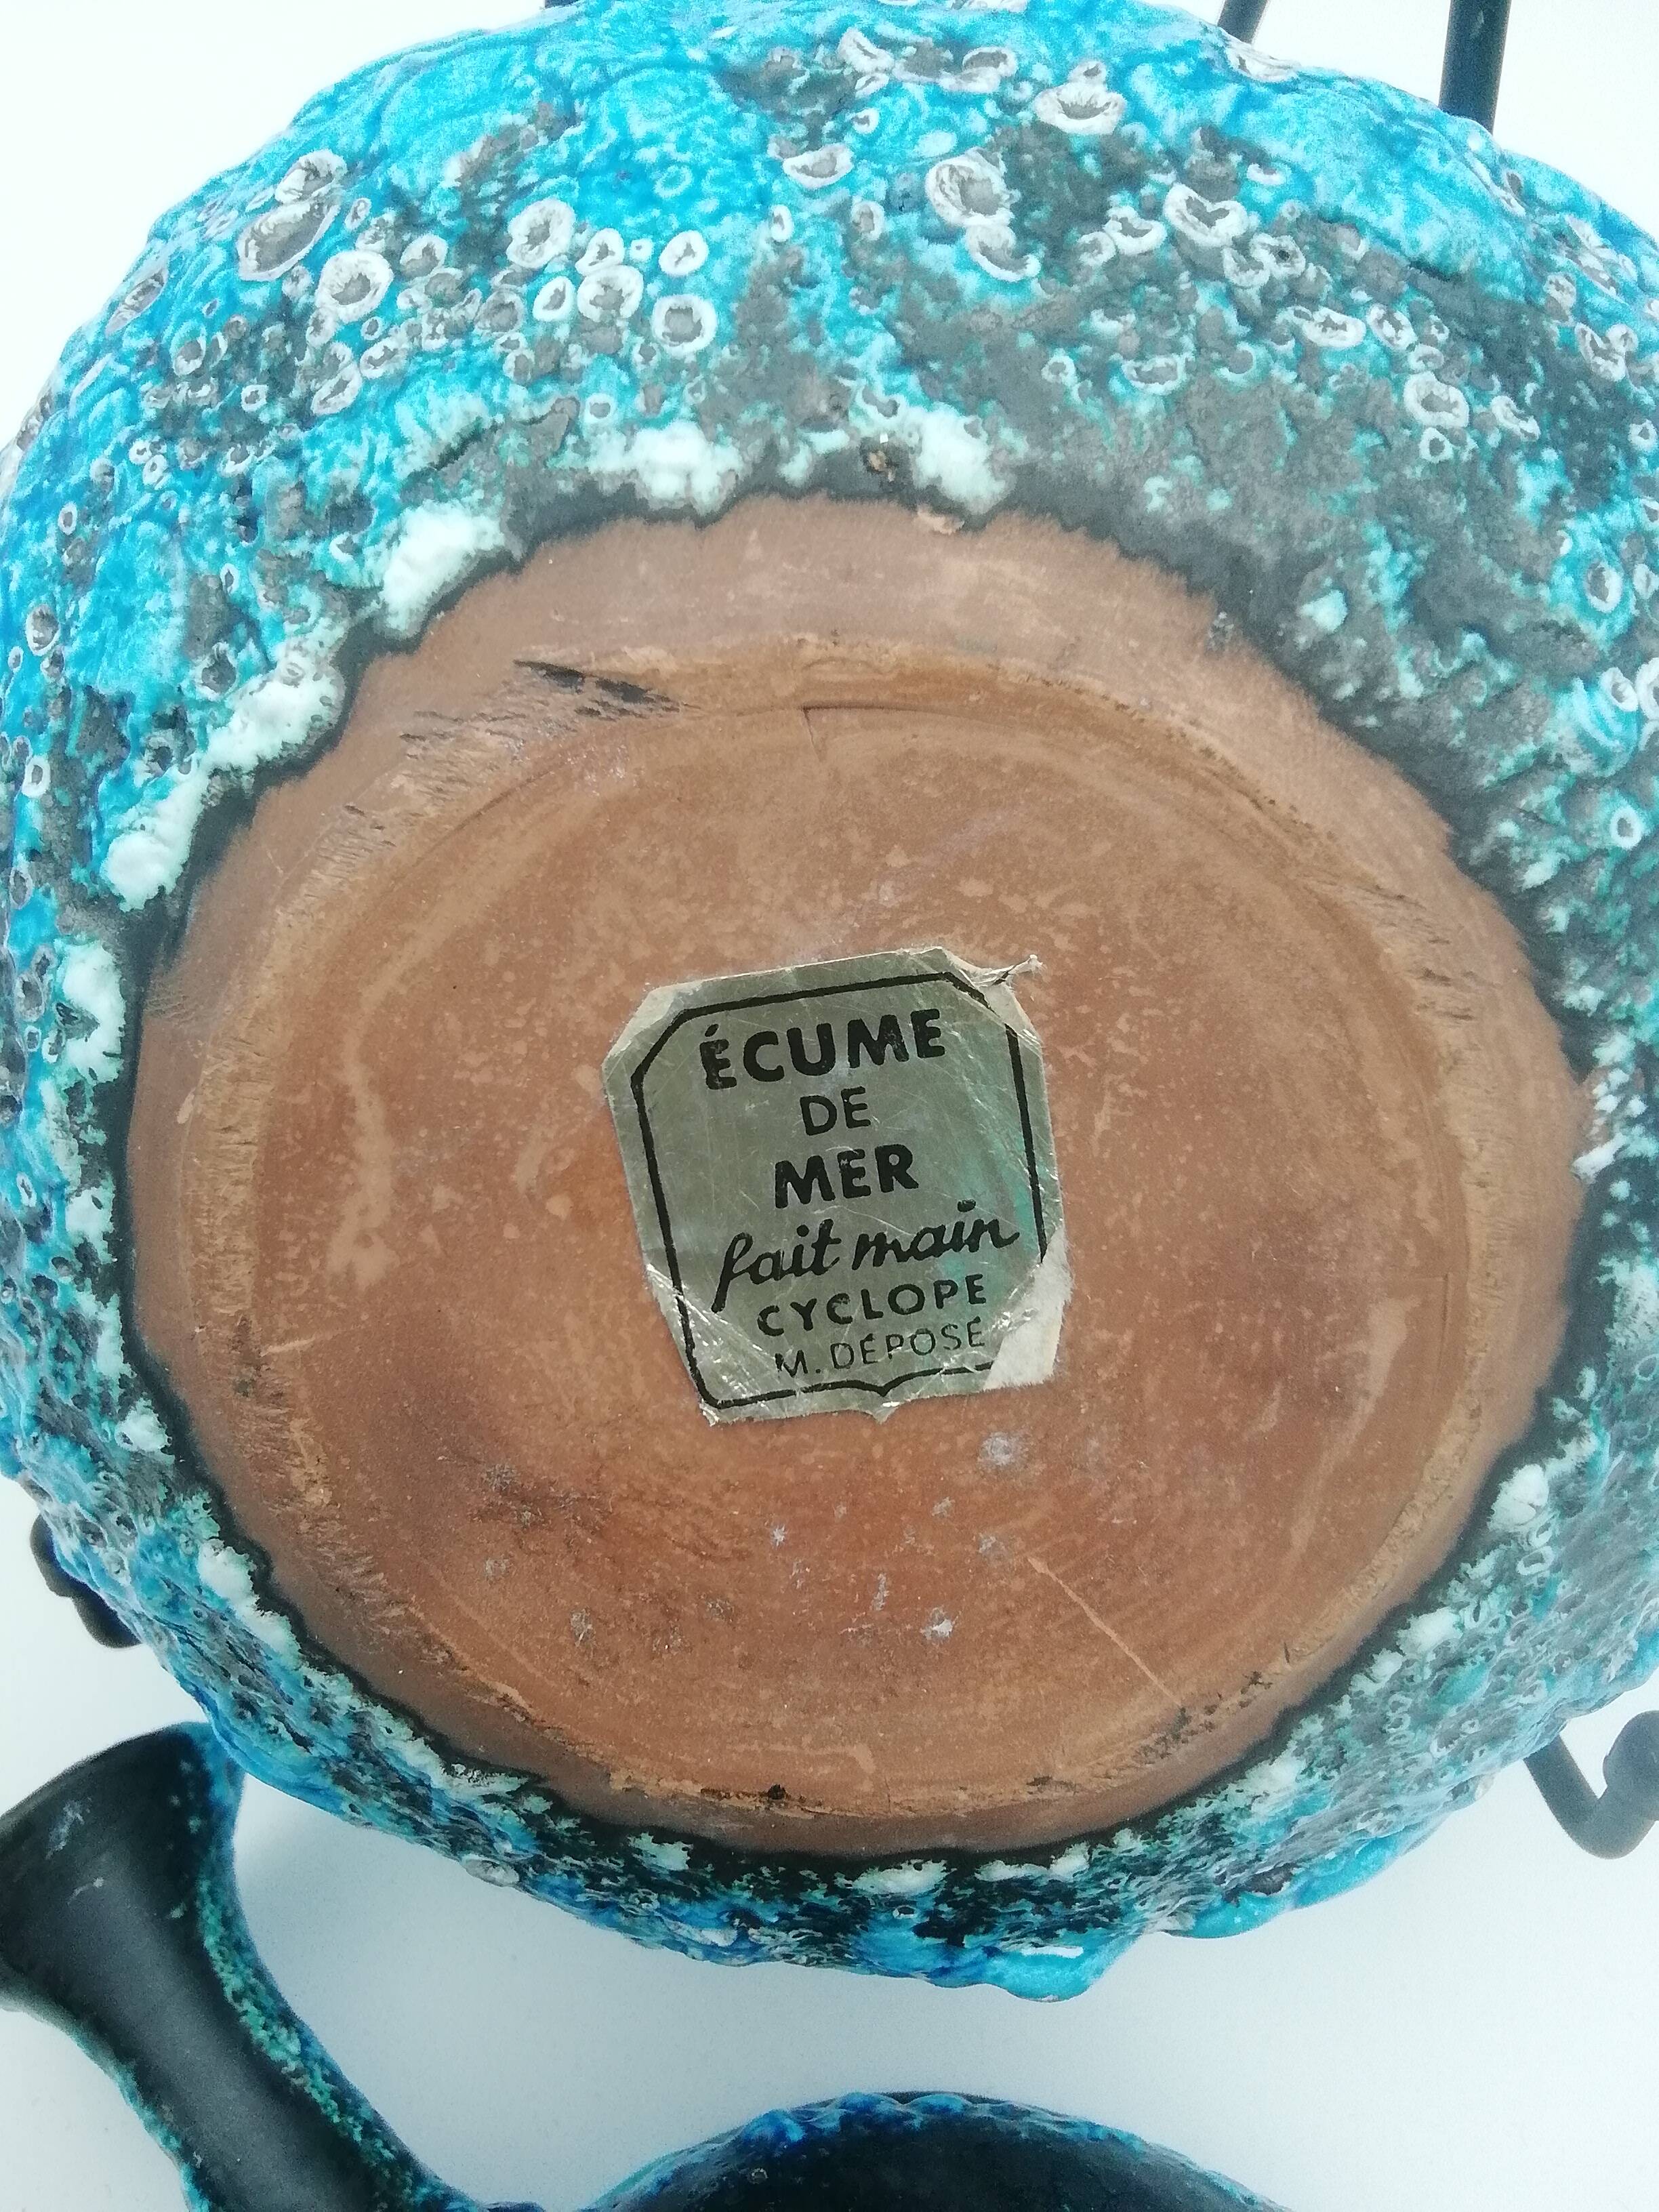 ÉCUME
DE
MER
fait main
CYCLOPE
M. DÉPOSÉ